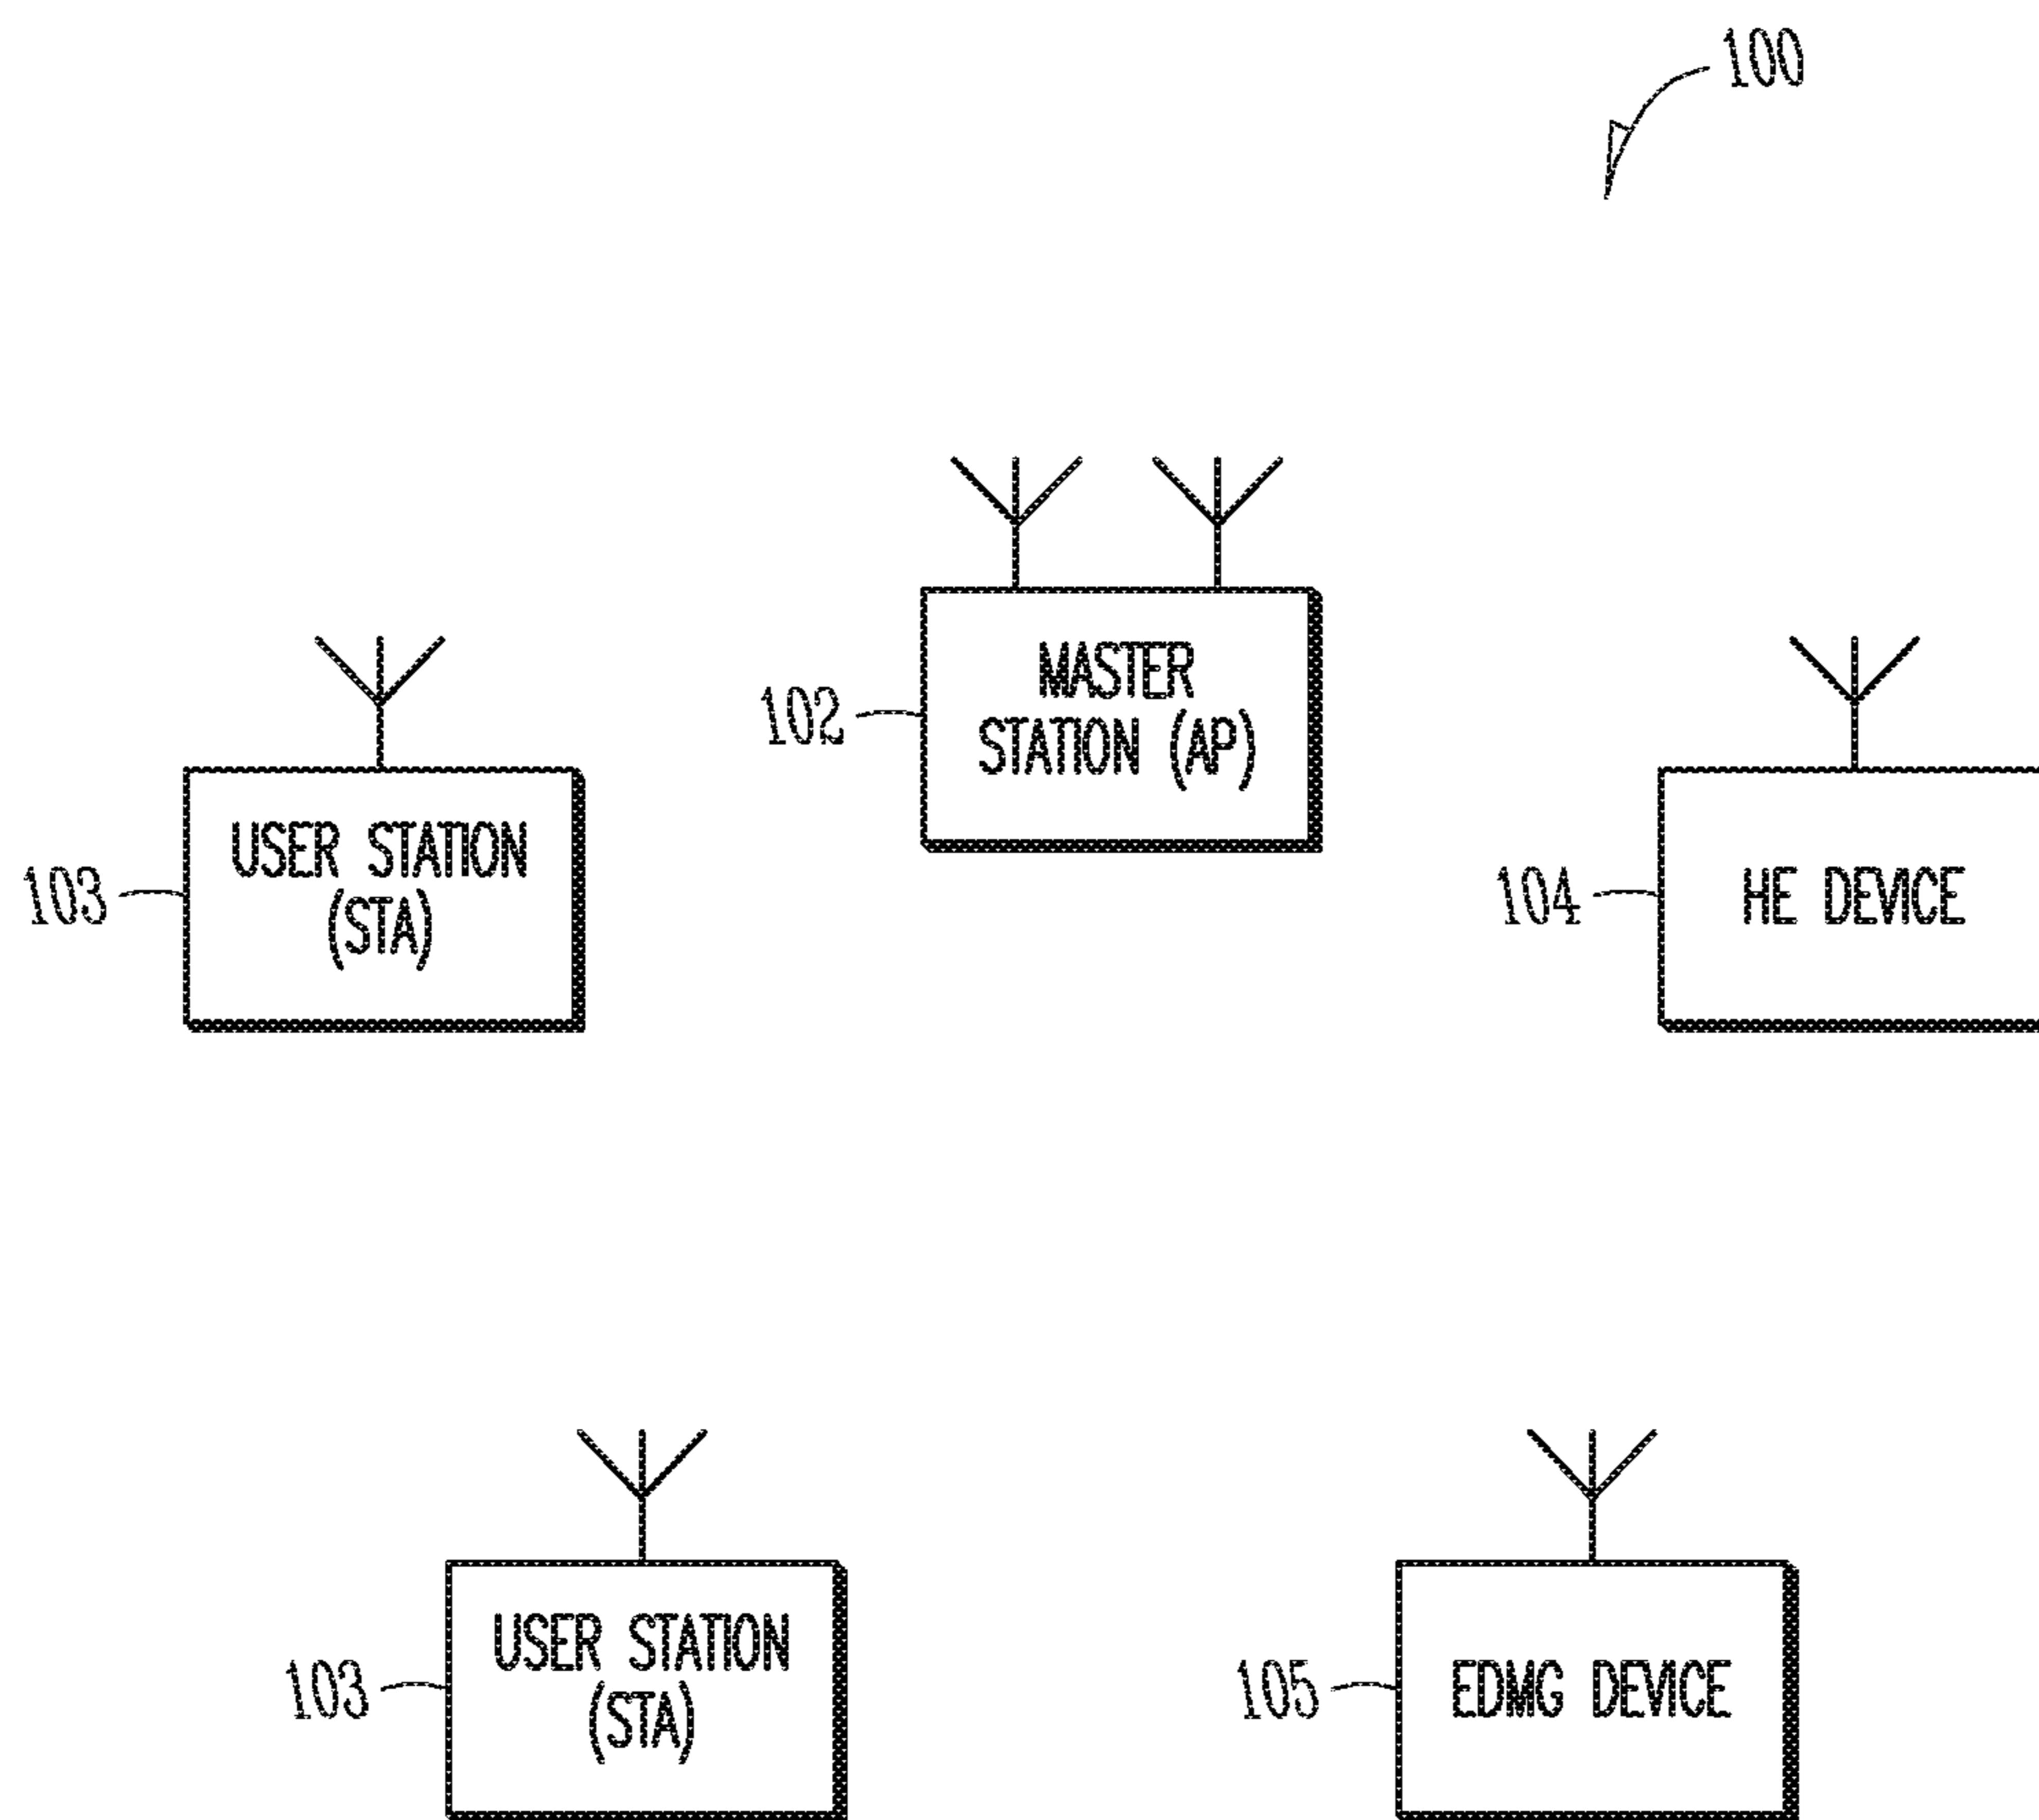 100
102
MASTER
STATION (AP)
103
USER STATION
(STA)
104
HE DEVICE
103
USER STATION
(STA)
105
EDMG DEVICE